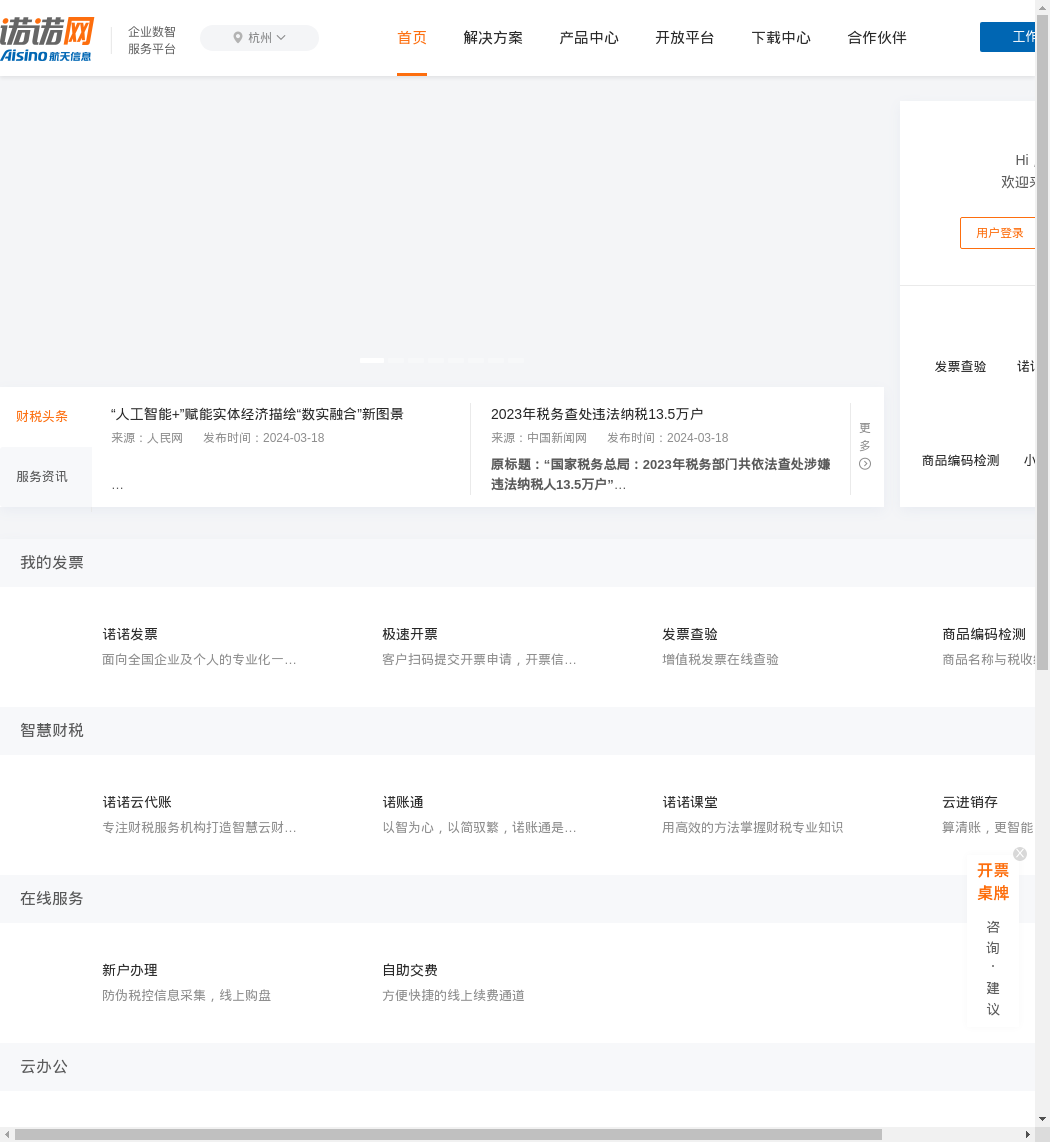 诺诺网
Aisino 航天信息
企业数智
服务平台
杭州
首页
解决方案
产品中心
开放平台
下载中心
合作伙伴
工作
Hi ,
欢迎来
用户登录
发票查验
诺诺
商品编码检测
小
财税头条
服务资讯
“人工智能+”赋能实体经济描绘“数实融合”新图景
来源：人民网 发布时间：2024-03-18
…
2023年税务查处违法纳税13.5万户
来源：中国新闻网 发布时间：2024-03-18
原标题：“国家税务总局：2023年税务部门共依法查处涉嫌
违法纳税人13.5万户”…
更
多
我的发票
诺诺发票
面向全国企业及个人的专业化一…
极速开票
客户扫码提交开票申请，开票信…
发票查验
增值税发票在线查验
商品编码检测
商品名称与税收
智慧财税
诺诺云代账
专注财税服务机构打造智慧云财…
诺账通
以智为心，以简驭繁，诺账通是…
诺诺课堂
用高效的方法掌握财税专业知识
云进销存
算清账，更智能
在线服务
新户办理
防伪税控信息采集，线上购盘
自助交费
方便快捷的线上续费通道
开票
桌牌
咨
询
·
建
议
云办公